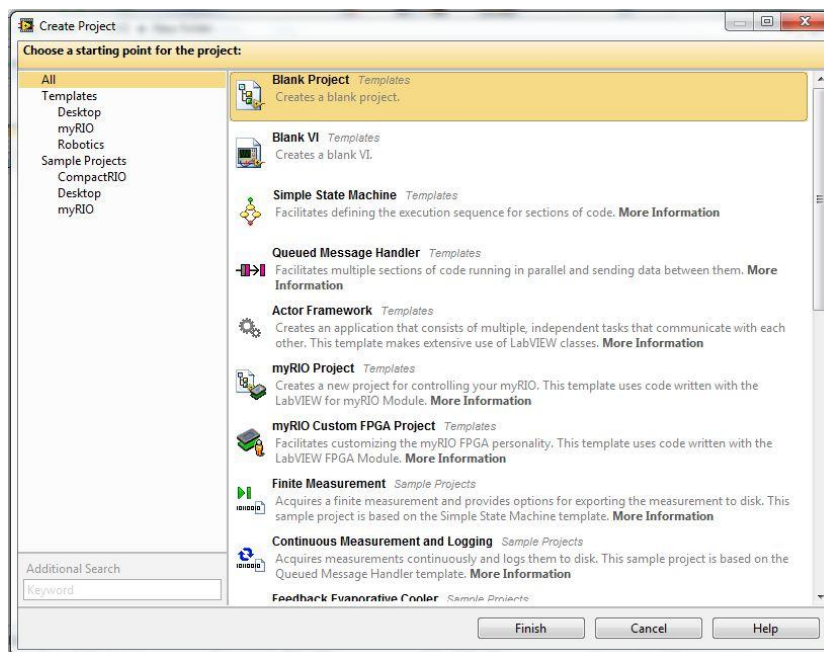 Create Project
Choose a starting point for the project:
All
Templates
Desktop
myRIO
Robotics
Sample Projects
CompactRIO
Desktop
myRIO
Additional Search
Keyword
Blank Project Templates
Creates a blank project.
Blank VI Templates
Creates a blank VI.
Simple State Machine Templates
Facilitates defining the execution sequence for sections of code. More Information
Queued Message Handler Templates
Facilitates multiple sections of code running in parallel and sending data between them. More
Information
Actor Framework Templates
Creates an application that consists of multiple, independent tasks that communicate with each
other. This template makes extensive use of LabVIEW classes. More Information
myRIO Project Templates
Creates a new project for controlling your myRIO. This template uses code written with the
LabVIEW for myRIO Module. More Information
myRIO Custom FPGA Project Templates
Facilitates customizing the myRIO FPGA personality. This template uses code written with the
LabVIEW FPGA Module. More Information
Finite Measurement Sample Projects
Acquires a finite measurement and provides options for exporting the measurement to disk. This
sample project is based on the Simple State Machine template. More Information
Continuous Measurement and Logging Sample Projects
Acquires measurements continuously and logs them to disk. This sample project is based on the
Queued Message Handler template. More Information
Feedback Evaporative Cooler Sample Projects
Finish
Cancel
Help